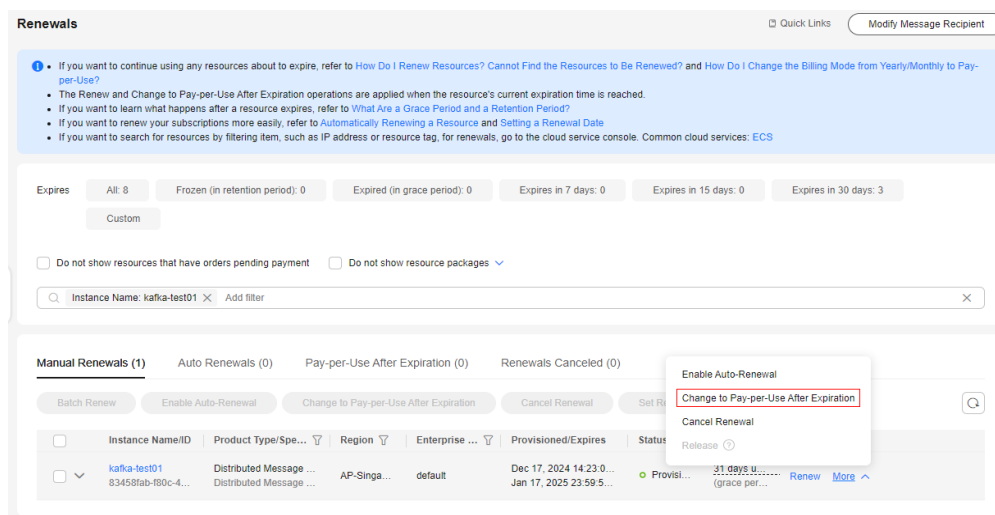 Renewals
Quick Links
Modify Message Recipient
If you want to continue using any resources about to expire, refer to How Do I Renew Resources? Cannot Find the Resources to Be Renewed? and How Do I Change the Billing Mode from Yearly/Monthly to Pay-
per-Use?
The Renew and Change to Pay-per-Use After Expiration operations are applied when the resource's current expiration time is reached.
If you want to learn what happens after a resource expires, refer to What Are a Grace Period and a Retention Period?
If you want to renew your subscriptions more easily, refer to Automatically Renewing a Resource and Setting a Renewal Date
If you want to search for resources by filtering item, such as IP address or resource tag, for renewals, go to the cloud service console. Common cloud services: ECS
Expires
All: 8
Frozen (in retention period): 0
Expired (in grace period): 0
Expires in 7 days: 0
Expires in 15 days: 0
Expires in 30 days: 3
Custom
Do not show resources that have orders pending payment
Do not show resource packages
Instance Name: kafka-test01
Add filter
Manual Renewals (1)
Auto Renewals (0)
Pay-per-Use After Expiration (0)
Renewals Canceled (0)
Enable Auto-Renewal
Change to Pay-per-Use After Expiration
Cancel Renewal
Release
Batch Renew
Enable Auto-Renewal
Change to Pay-per-Use After Expiration
Cancel Renewal
Set Re
Instance Name/ID
Product Type/Spe...
Region
Enterprise ...
Provisioned/Expires
Status
kafka-test01
83458fab-f80c-4...
Distributed Message ...
Distributed Message ...
AP-Singa...
default
Dec 17, 2024 14:23:0...
Jan 17, 2025 23:59:5...
Provisi...
31 days u...
(grace per...
Renew
More